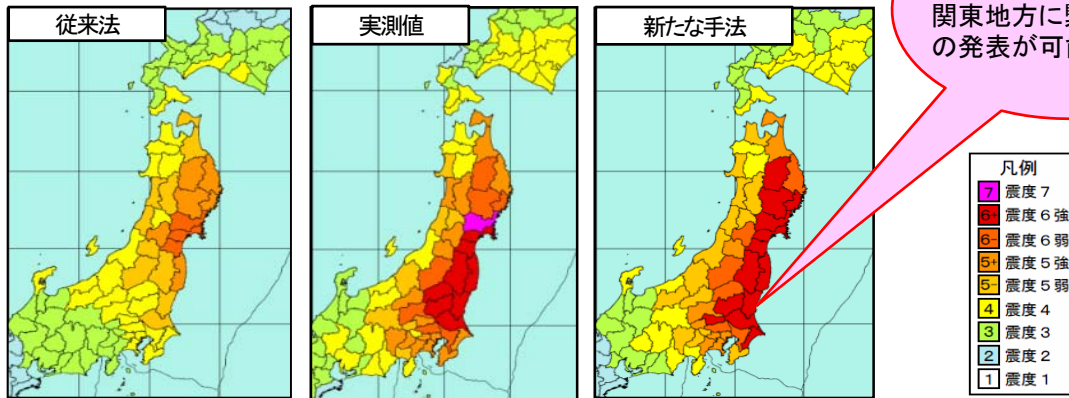 従来法
実測値
新たな手法
関東地方に
の発表が可
凡例
7 震度7
6+ 震度6強
6- 震度6弱
5+ 震度5強
5- 震度5弱
4 震度4
3 震度3
2 震度2
1 震度1